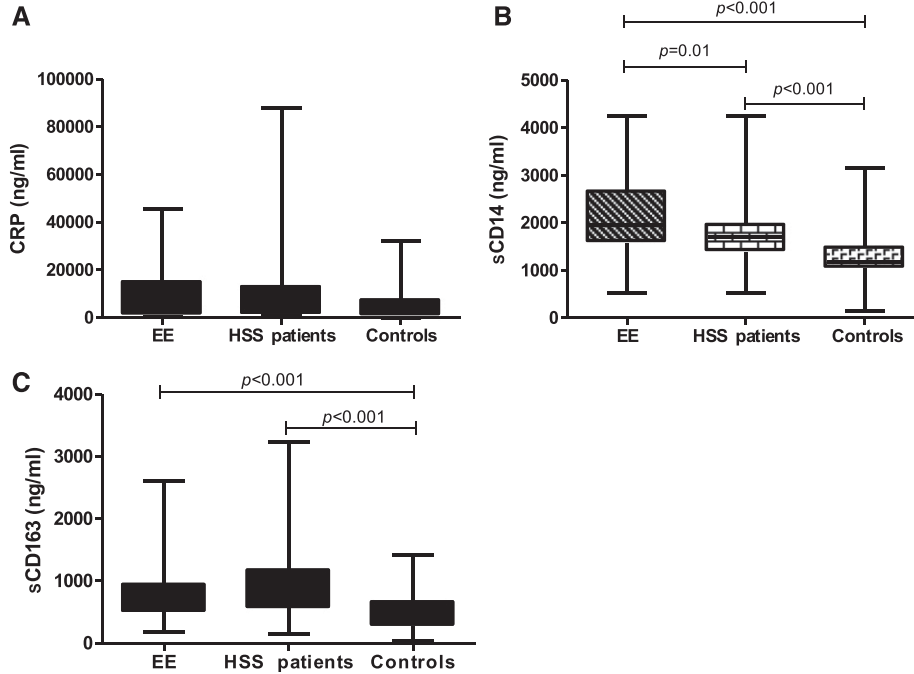 A
CRP (ng/ml)
100000
80000
60000
40000
20000
0
EE HSS patients Controls
B
p<0.001
p=0.01
p<0.001
sCD14 (ng/ml)
5000
4000
3000
2000
1000
0
EE HSS patients Controls
C
p<0.001
p<0.001
sCD163 (ng/ml)
4000
3000
2000
1000
0
EE HSS patients Controls